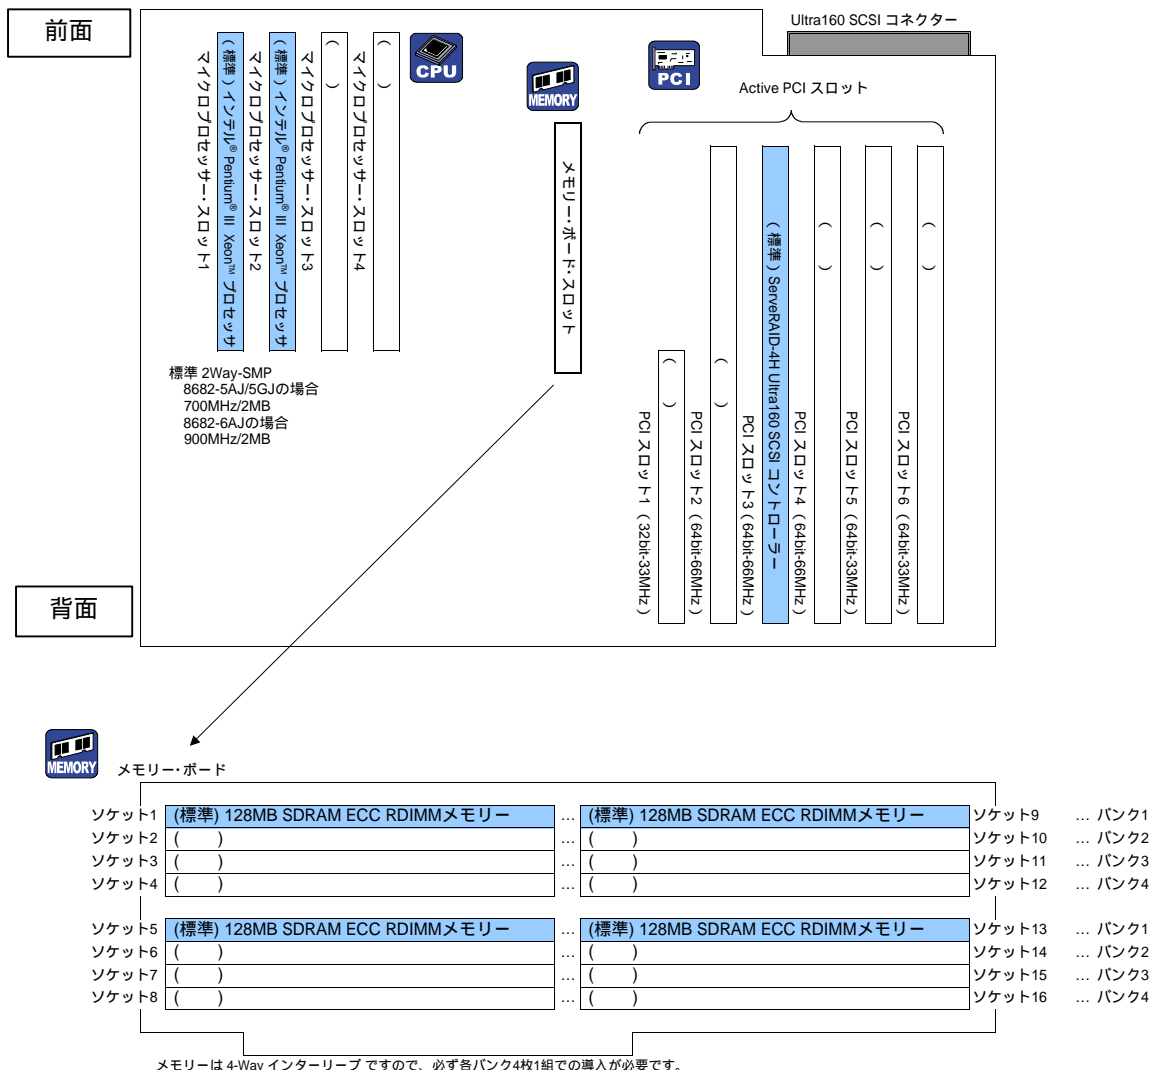 前面
Ultra160 SCSI コネクター
CPU
MEMORY
PCI
Active PCI スロット
マイクロプロセッサー・スロット1
(標準) インテル® Pentium® III Xeon™ プロセッサ
マイクロプロセッサー・スロット2
(標準) インテル® Pentium® III Xeon™ プロセッサ
マイクロプロセッサー・スロット3
( )
マイクロプロセッサー・スロット4
( )
メモリー・ボード・スロット
標準 2Way-SMP
8682-5AJ/5GJの場合
700MHz/2MB
8682-6AJの場合
900MHz/2MB
PCI スロット1 (32bit-33MHz)
( )
PCI スロット2 (64bit-66MHz)
( )
PCI スロット3 (64bit-66MHz)
(標準) ServeRAID-4H Ultra160 SCSI コントローラー
PCI スロット4 (64bit-66MHz)
( )
PCI スロット5 (64bit-33MHz)
( )
PCI スロット6 (64bit-33MHz)
( )
背面
MEMORY
メモリー・ボード
ソケット1 (標準) 128MB SDRAM ECC RDIMMメモリー … (標準) 128MB SDRAM ECC RDIMMメモリー ソケット9 … バンク1
ソケット2 ( ) … ( ) ソケット10 … バンク2
ソケット3 ( ) … ( ) ソケット11 … バンク3
ソケット4 ( ) … ( ) ソケット12 … バンク4
ソケット5 (標準) 128MB SDRAM ECC RDIMMメモリー … (標準) 128MB SDRAM ECC RDIMMメモリー ソケット13 … バンク1
ソケット6 ( ) … ( ) ソケット14 … バンク2
ソケット7 ( ) … ( ) ソケット15 … バンク3
ソケット8 ( ) … ( ) ソケット16 … バンク4
メモリーは 4-Way インターリーブ ですので、必ず各バンク4枚1組での導入が必要です。